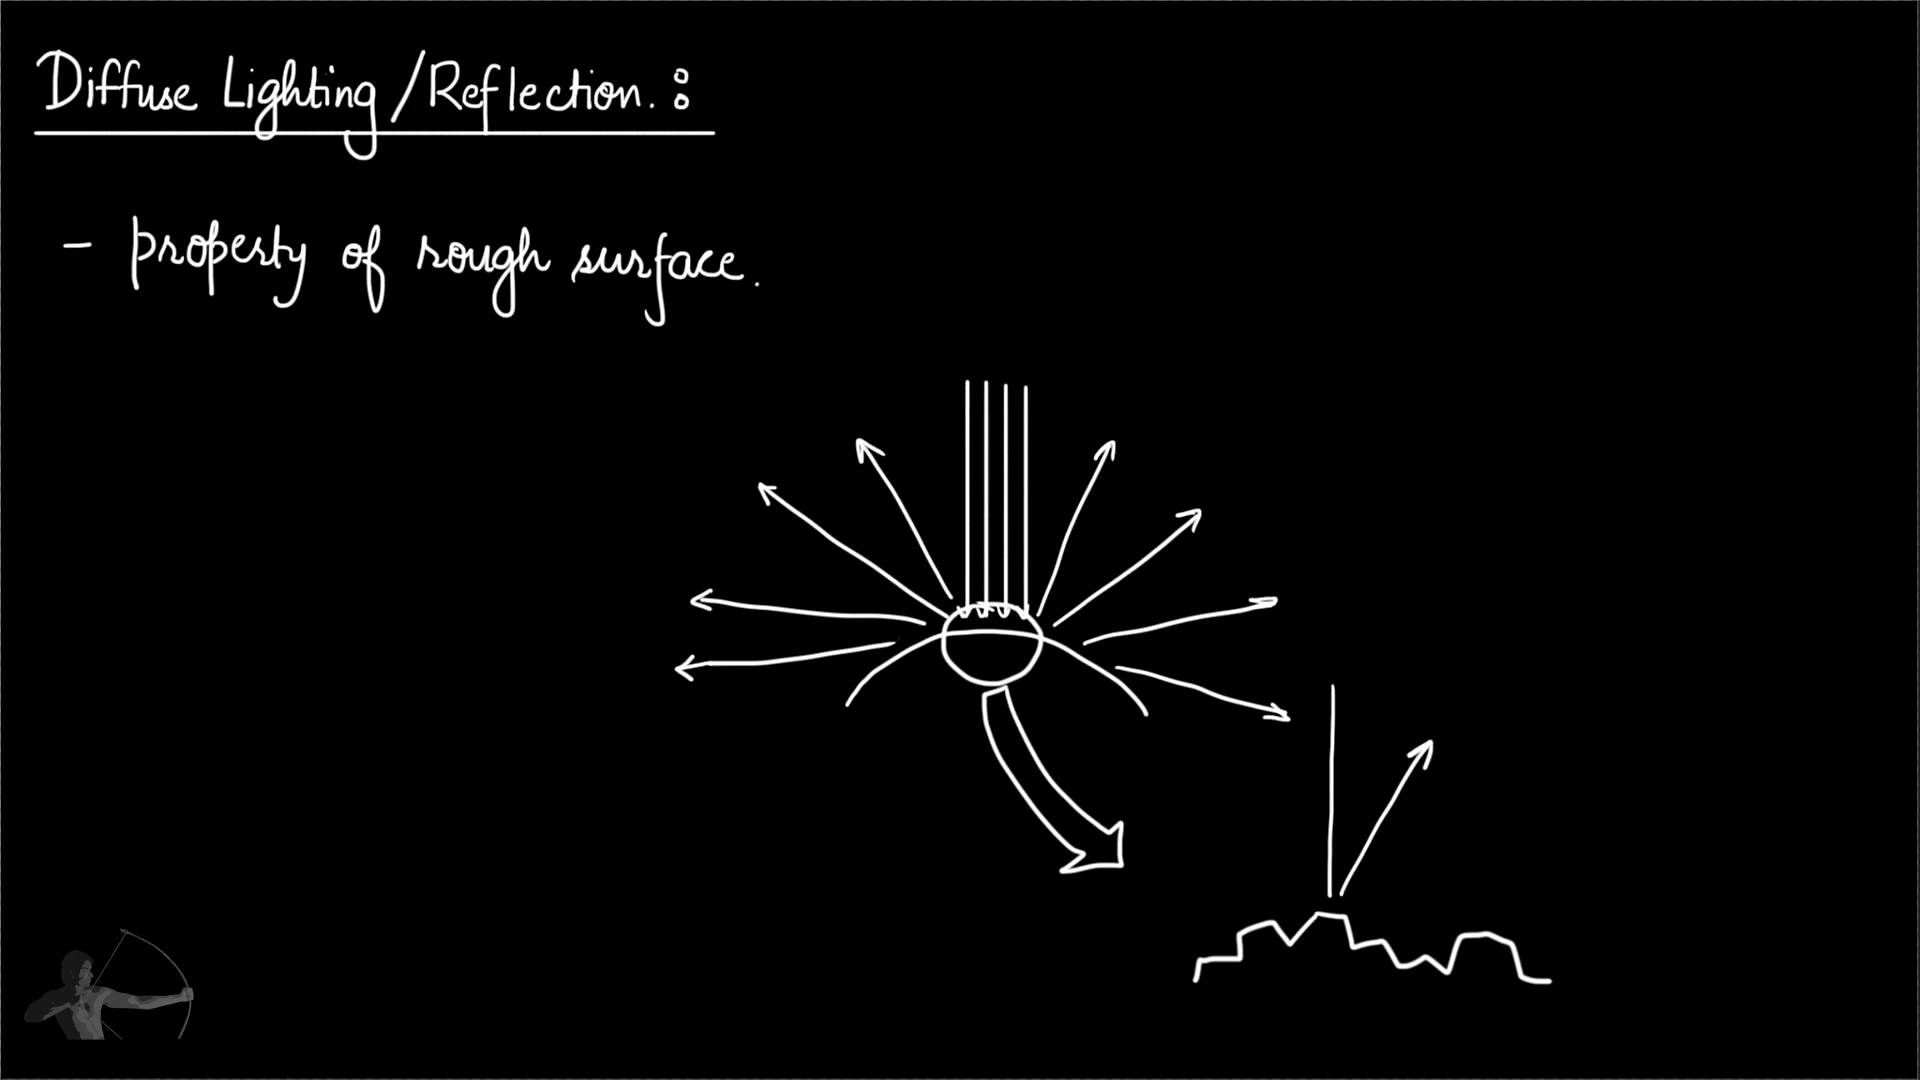 Diffuse Lighting/Reflection. :
- property of rough surface.